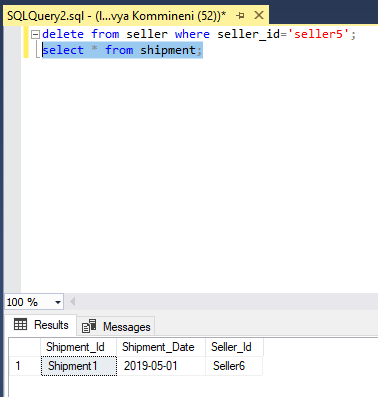 SQLQuery2.sql - (l...vya Kommineni (52))*
delete from seller where seller_id='seller5';
select * from shipment;
100 %
Results Messages
Shipment_Id Shipment_Date Seller_Id
1 Shipment1 2019-05-01 Seller6